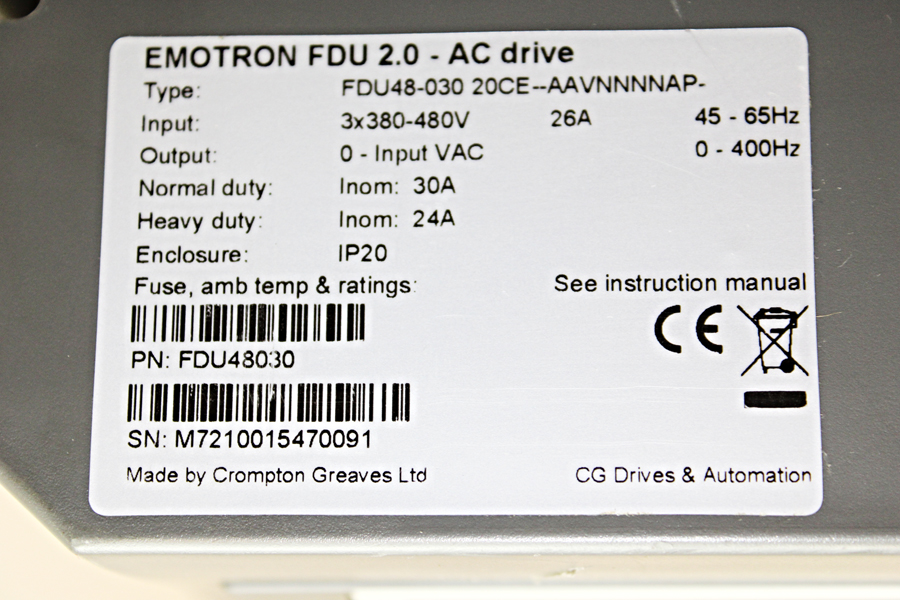 EMOTRON FDU 2.0 - AC drive
Type: FDU48-030 20CE--AAVNNNNAP-
Input: 3x380-480V 26A 45 - 65Hz
Output: 0 - Input VAC 0 - 400Hz
Normal duty: Inom: 30A
Heavy duty: Inom: 24A
Enclosure: IP20
Fuse, amb temp & ratings: See instruction manual
CE
PN: FDU48030
SN: M7210015470091
Made by Crompton Greaves Ltd CG Drives & Automation